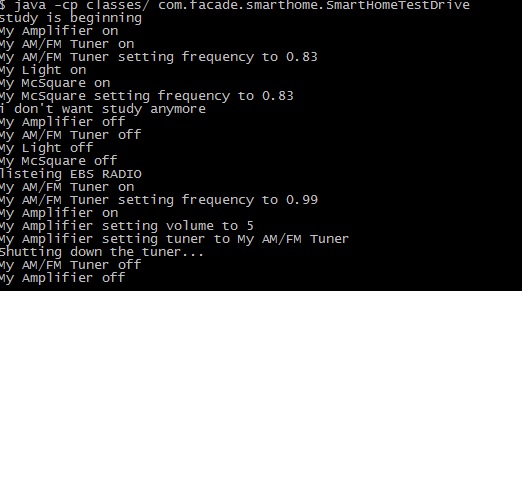 $ java -cp classes/ com.facade.smarthome.SmartHomeTestDrive
study is beginning
My Amplifier on
My AM/FM Tuner on
My AM/FM Tuner setting frequency to 0.83
My Light on
My McSquare on
My McSquare setting frequency to 0.83
i don't want study anymore
My Amplifier off
My AM/FM Tuner off
My Light off
My McSquare off
listeing EBS RADIO
My AM/FM Tuner on
My AM/FM Tuner setting frequency to 0.99
My Amplifier on
My Amplifier setting volume to 5
My Amplifier setting tuner to My AM/FM Tuner
Shutting down the tuner...
My AM/FM Tuner off
My Amplifier off